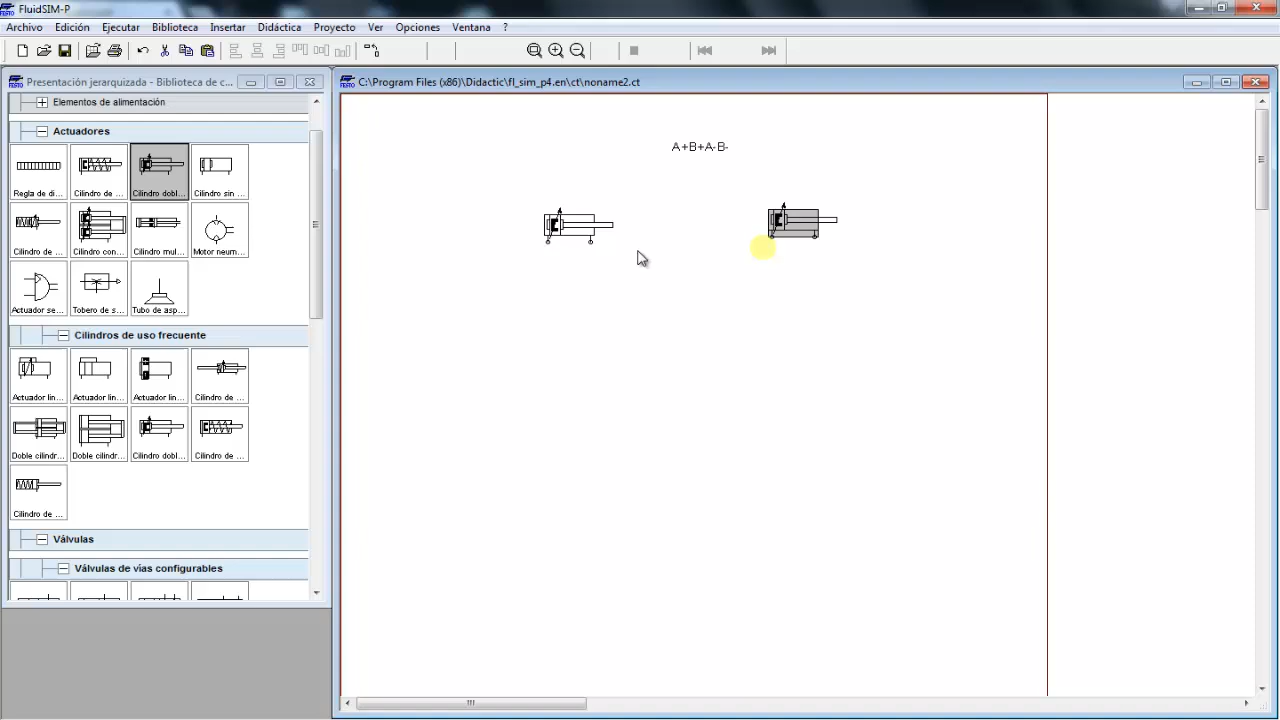 FluidSIM-P
Archivo Edición Ejecutar Biblioteca Insertar Didáctica Proyecto Ver Opciones Ventana ?
FESTO Presentación jerarquizada - Biblioteca de c...
FESTO C:\Program Files (x86)\Didactic\fl_sim_p4.en\ct\noname2.ct
Elementos de alimentación
Actuadores
Regla de di... Cilindro de ... Cilindro dobl... Cilindro sin ...
Cilindro de ... Cilindro con... Cilindro mul... Motor neum...
Actuador se... Tobero de s... Tubo de asp...
Cilindros de uso frecuente
Actuador lin... Actuador lin... Actuador lin... Cilindro de ...
Doble cilindr... Doble cilindr... Cilindro dobl... Cilindro de ...
Cilindro de ...
Válvulas
Válvulas de vías configurables
A+B+A-B-